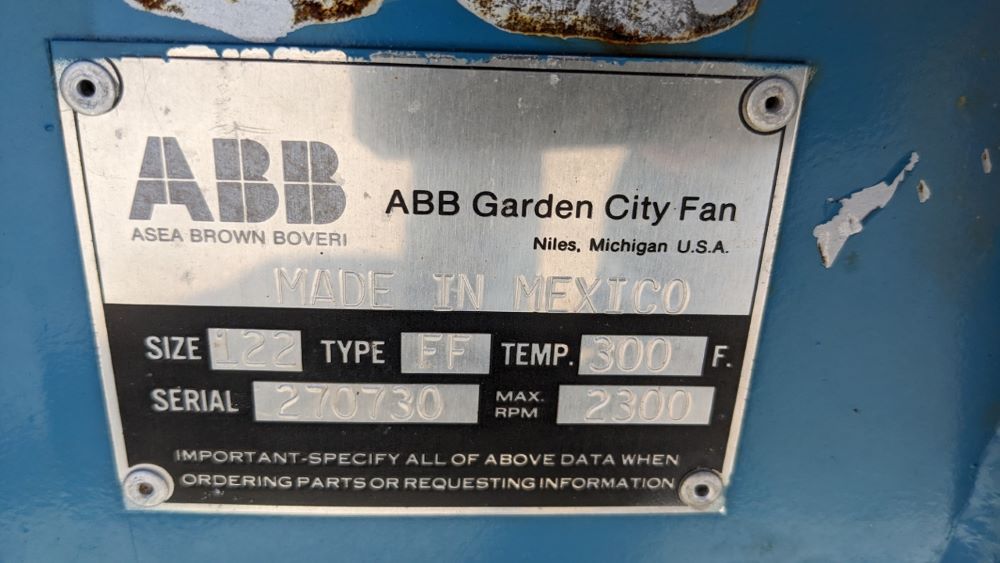 ABB
ASEA BROWN BOVERI
ABB Garden City Fan
Niles, Michigan U.S.A.
MADE IN MEXICO
SIZE 122 TYPE FF TEMP. 300 F.
SERIAL 270730 MAX. RPM 2300
IMPORTANT-SPECIFY ALL OF ABOVE DATA WHEN
ORDERING PARTS OR REQUESTING INFORMATION